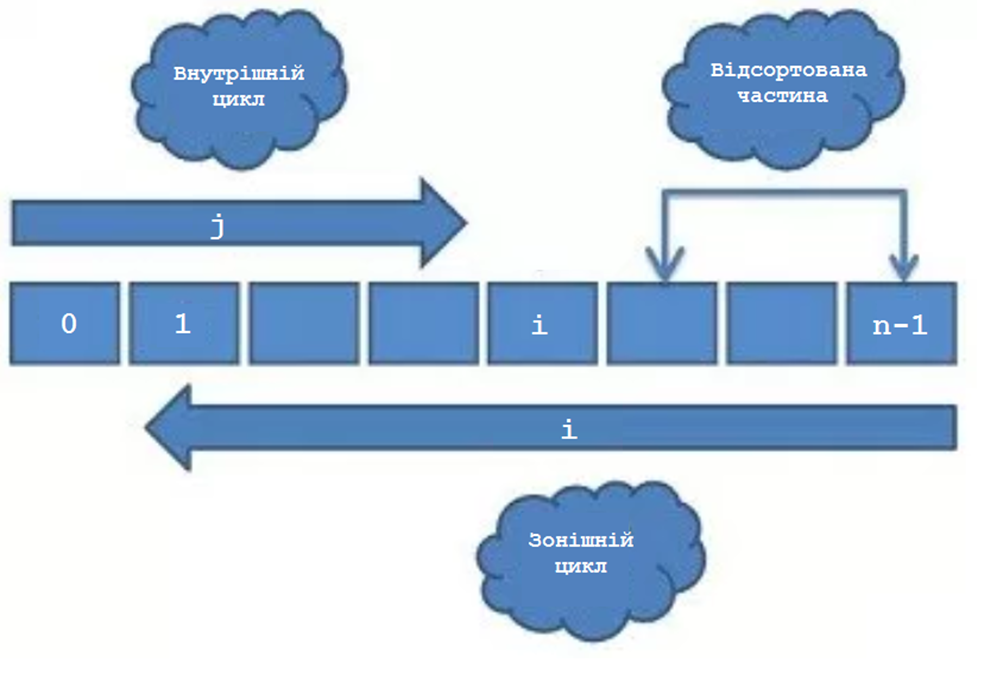 Внутрішній
цикл
Відсортована
частина
j
0 1 i n-1
i
Зонішній
цикл